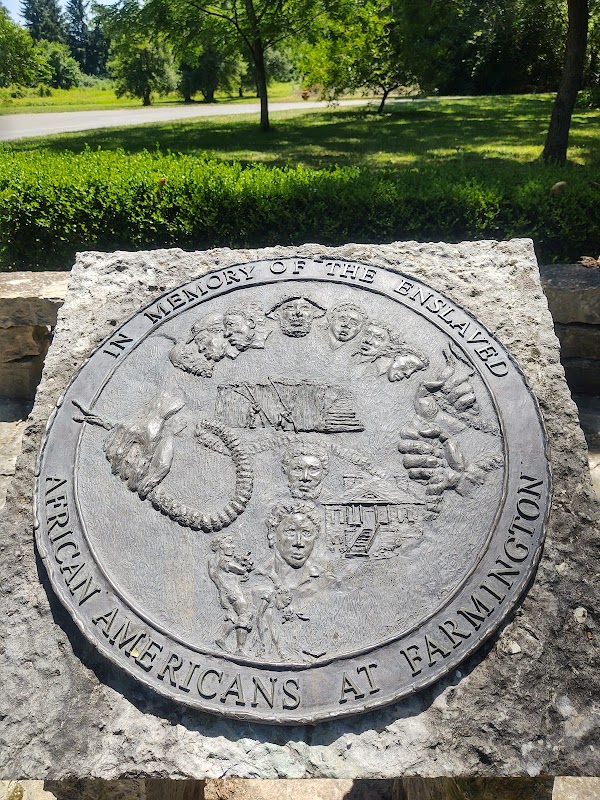 IN MEMORY OF THE ENSLAVED
AFRICAN AMERICANS AT FARMINGTON